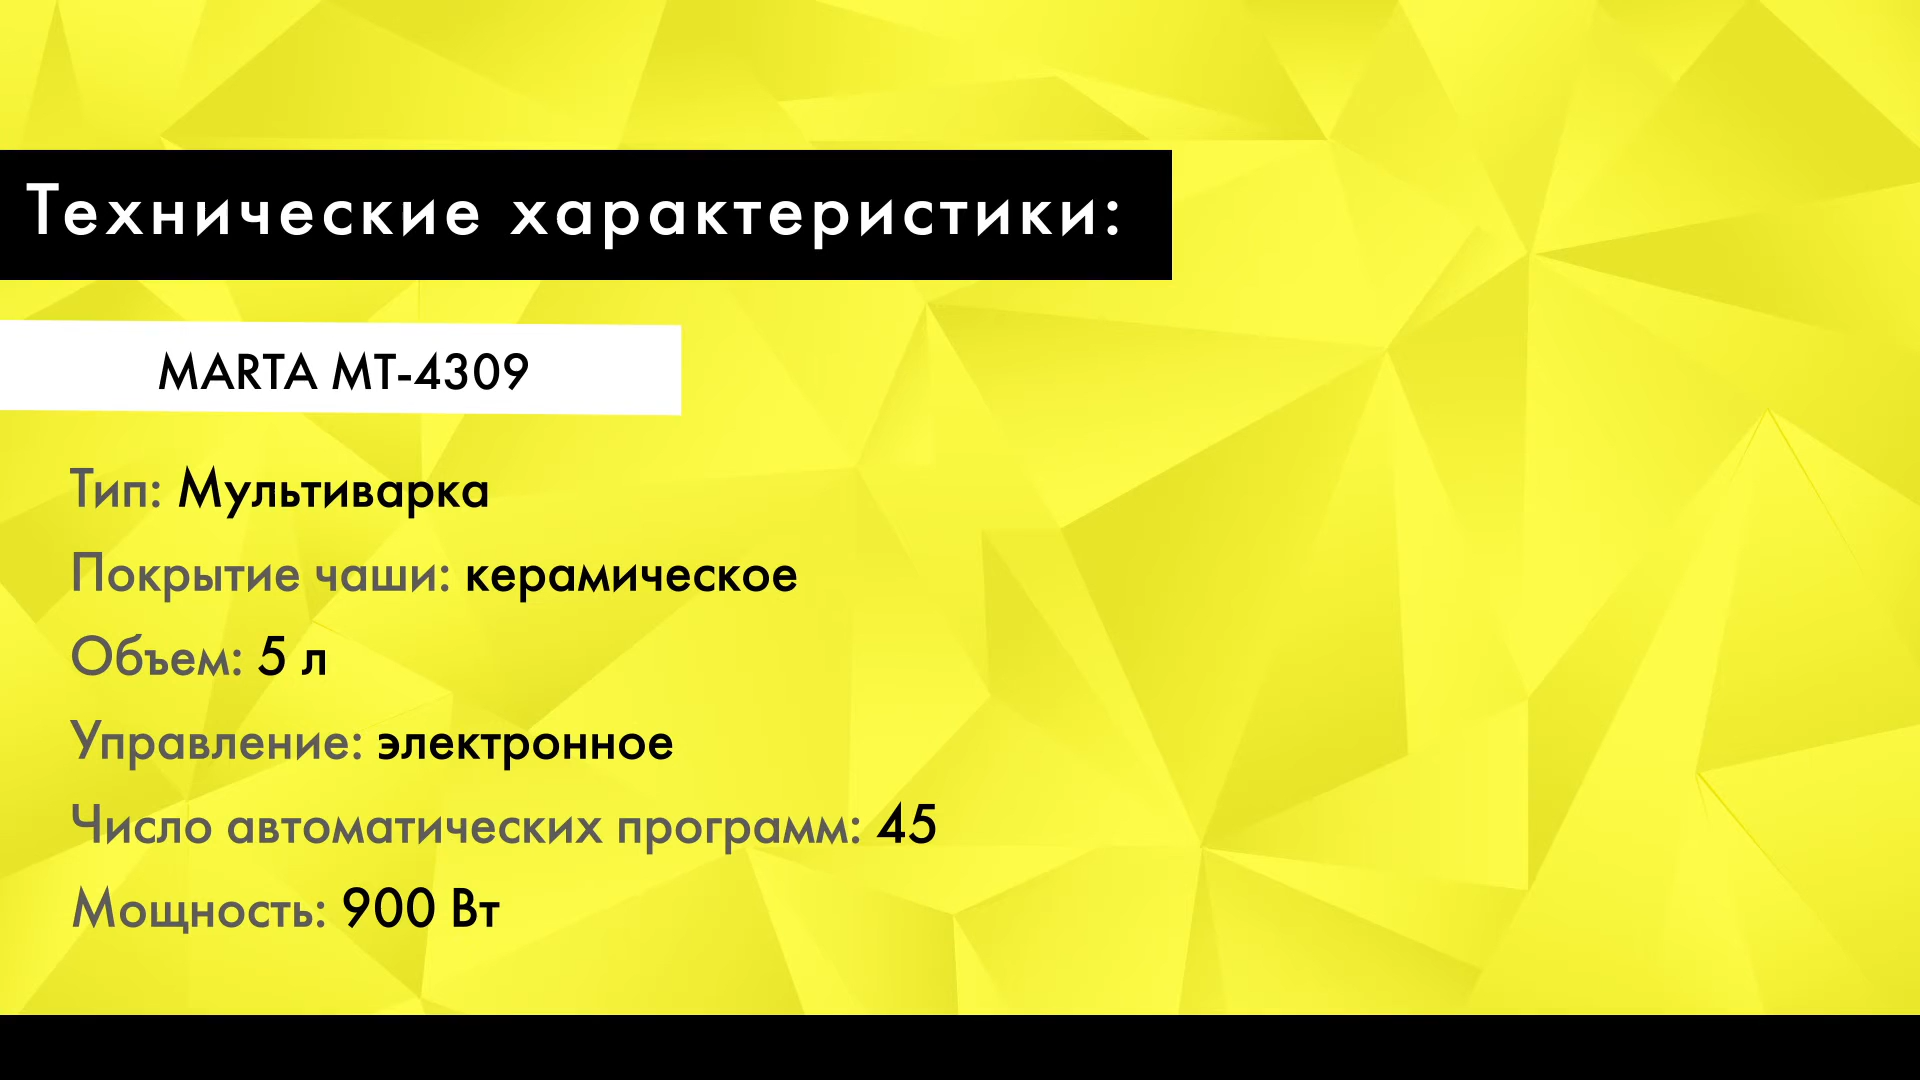 Технические характеристики:
MARTA MT-4309
Тип: Мультиварка
Покрытие чаши: керамическое
Объем: 5 л
Управление: электронное
Число автоматических программ: 45
Мощность: 900 Вт